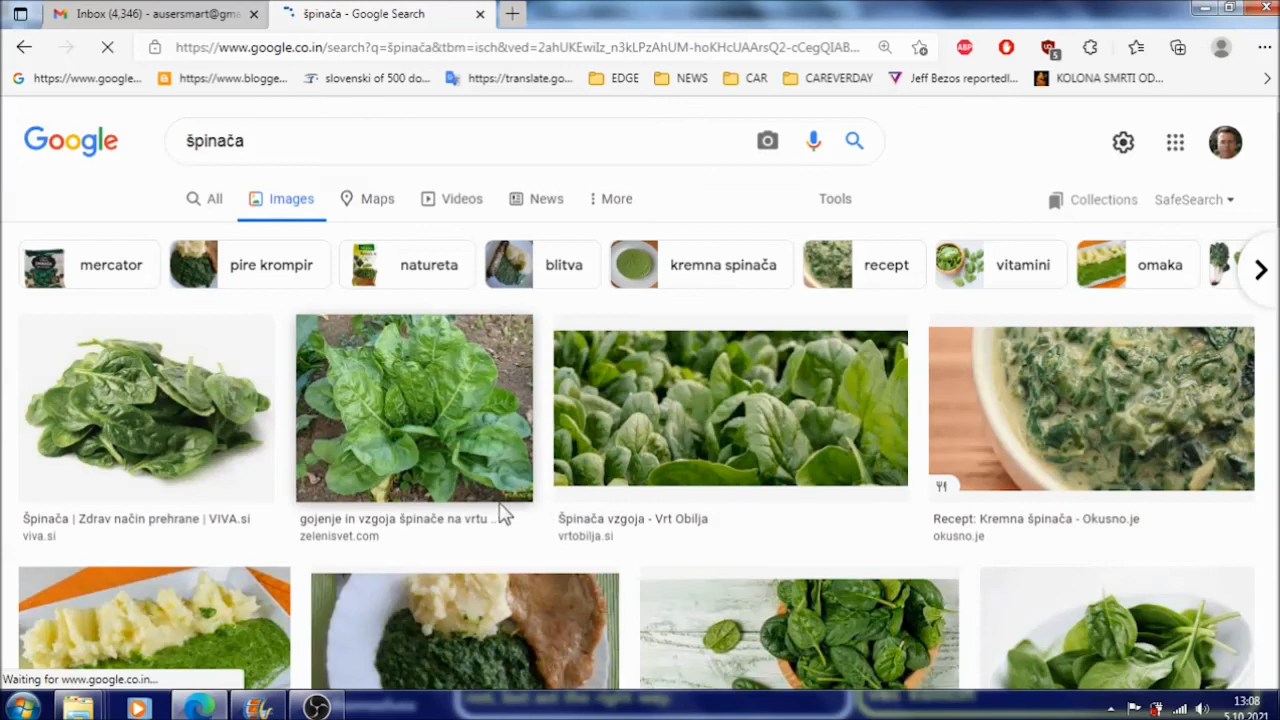 Inbox (4,346) - ausersmart@gm
špinača - Google Search
https://www.google.co.in/search?q=špinača&tbm=isch&ved=2ahUKEwiIz_n3kLPzAhUM-hoKHcUAArsQ2-cCegQIAB...
ABP
5
https://www.google...
https://www.blogge...
slovenski of 500 do...
https://translate.go...
EDGE
NEWS
CAR
CAREVERDAY
Jeff Bezos reportedl...
KOLONA SMRTI OD...
Google
špinača
All
Images
Maps
Videos
News
More
Tools
Collections
SafeSearch
mercator
pire krompir
natureta
blitva
kremna spinača
recept
vitamini
omaka
Špinača | Zdrav način prehrane | VIVA.si
viva.si
gojenje in vzgoja špinače na vrtu ...
zelenisvet.com
Špinača vzgoja - Vrt Obilja
vrtobilja.si
Recept: Kremna špinača - Okusno.je
okusno.je
Waiting for www.google.co.in...
13:08
5.10.2021